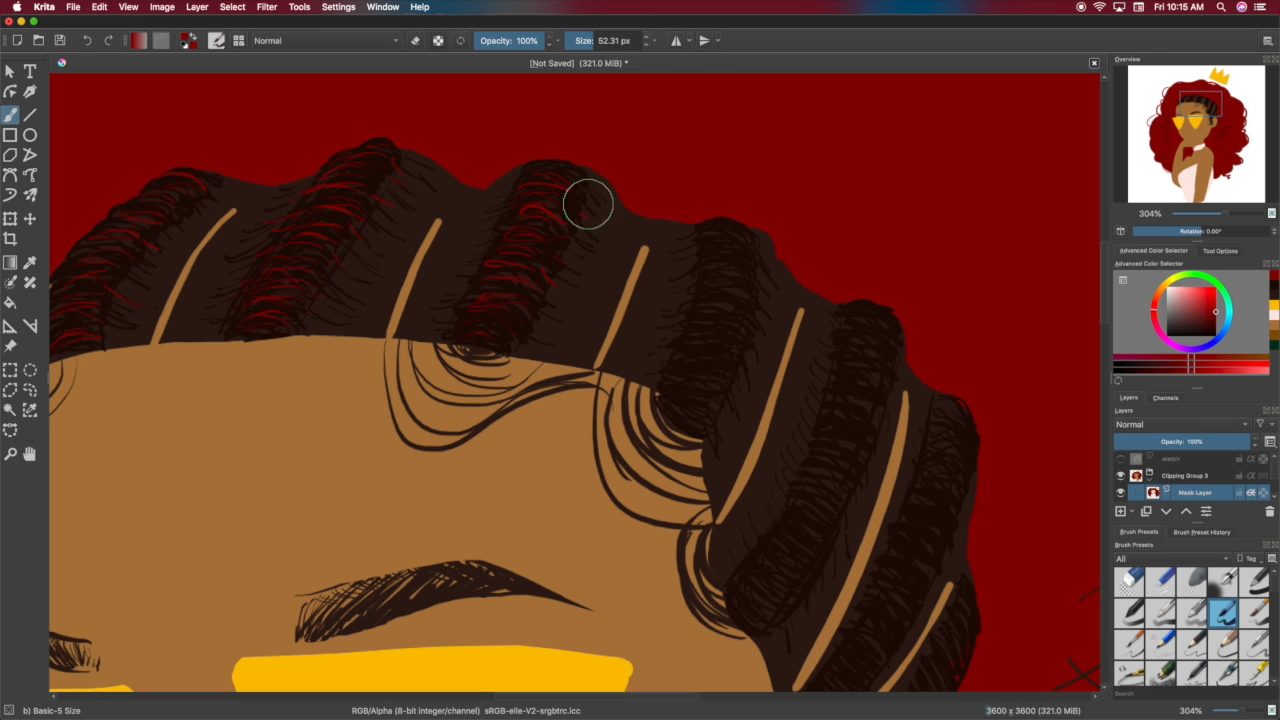 Krita File Edit View Image Layer Select Filter Tools Settings Window Help
Fri 10:15 AM
Normal
Opacity: 100%
Size: 52.31 px
[Not Saved] (321.0 MiB) *
Overview
304%
Rotation: 0.00°
Advanced Color Selector
Tool Options
Advanced Color Selector
Layers
Channels
Layers
Normal
Opacity: 100%
sketch
Clipping Group 3
Mask Layer
Brush Presets
Brush Preset History
Brush Presets
All
Tag
Search
b) Basic-5 Size
RGB/Alpha (8-bit integer/channel) sRGB-elle-V2-srgbtrc.icc
3600 x 3600 (321.0 MiB)
304%